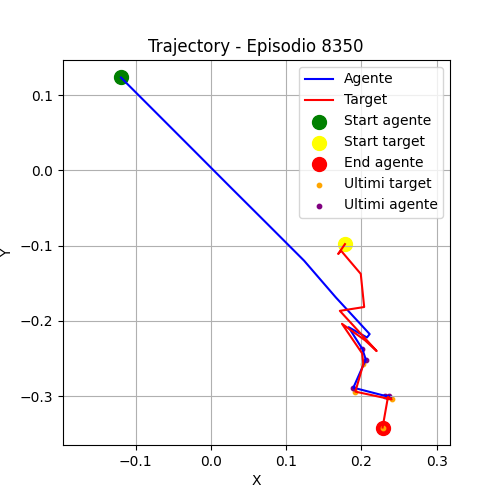 Trajectory - Episodio 8350
Agente
Target
Start agente
Start target
End agente
Ultimi target
Ultimi agente
0.1
0.0
−0.1
−0.2
−0.3
Y
−0.1
0.0
0.1
0.2
0.3
X